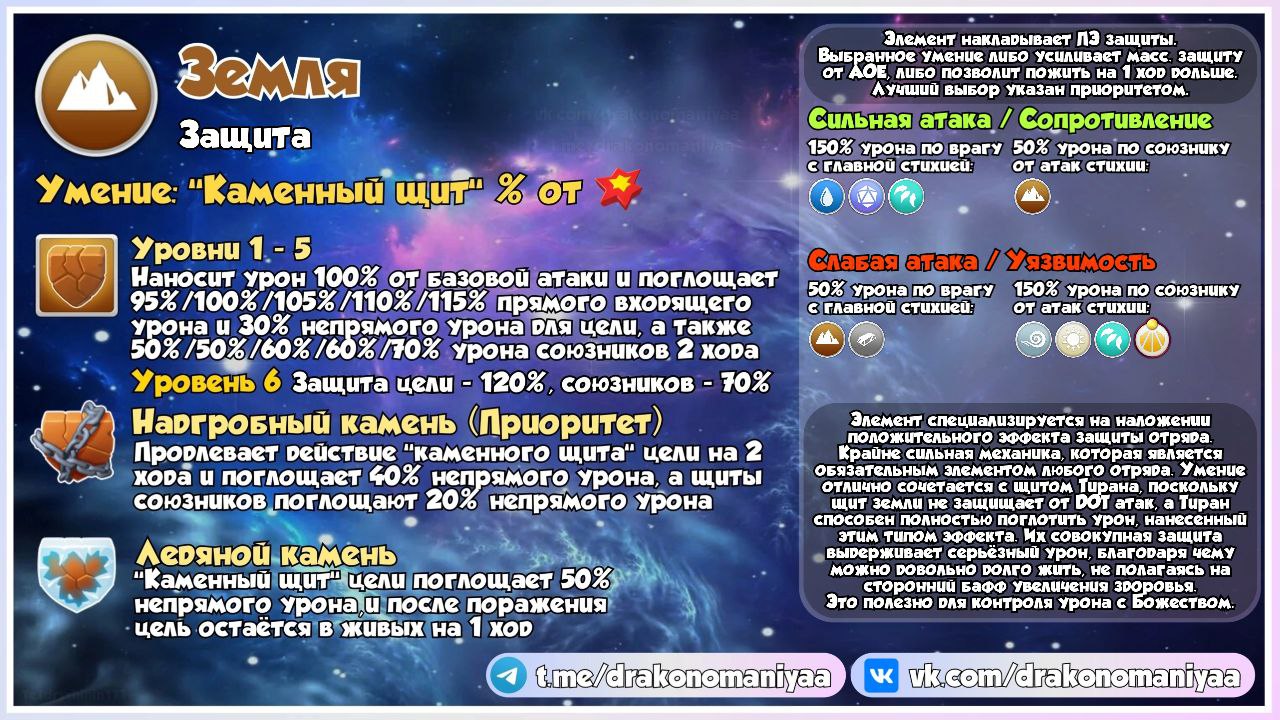 Земля
Защита
Умение: "Каменный щит" % от
Уровни 1 - 5
Наносит урон 100% от базовой атаки и поглощает
95%/100%/105%/110%/115% прямого входящего
урона и 30% непрямого урона для цели, а также
50%/50%/60%/60%/70% урона союзников 2 хода
Уровень 6 Защита цели - 120%, союзников - 70%
Надгробный камень (Приоритет)
Продлевает действие "каменного щита" цели на 2
хода и поглощает 40% непрямого урона, а щиты
союзников поглощают 20% непрямого урона
Ледяной камень
"Каменный щит" цели поглощает 50%
непрямого урона,и после поражения
цель остаётся в живых на 1 ход
Элемент накладывает ЛЭ защиты.
Выбранное умение либо усиливает масс. защиту
от АОЕ, либо позволит пожить на 1 ход дольше.
Лучший выбор указан приоритетом.
Сильная атака / Сопротивление
150% урона по врагу 50% урона по союзнику
с главной стихией: от атак стихии:
Слабая атака / Уязвимость
50% урона по врагу 150% урона по союзнику
с главной стихией: от атак стихии:
Элемент специализируется на наложении
положительного эффекта защиты отряда.
Крайне сильная механика, которая является
обязательным элементом любого отряда. Умение
отлично сочетается с щитом Тирана, поскольку
щит земли не защищает от DOT атак, а Тиран
способен полностью поглотить урон, нанесенный
этим типом эффекта. Их совокупная защита
выдерживает серьёзный урон, благодаря чему
можно довольно долго жить, не полагаясь на
сторонний бафф увеличения здоровья.
Это полезно для контроля урона с Божеством.
t.me/drakonomaniyaa vk.com/drakonomaniyaa